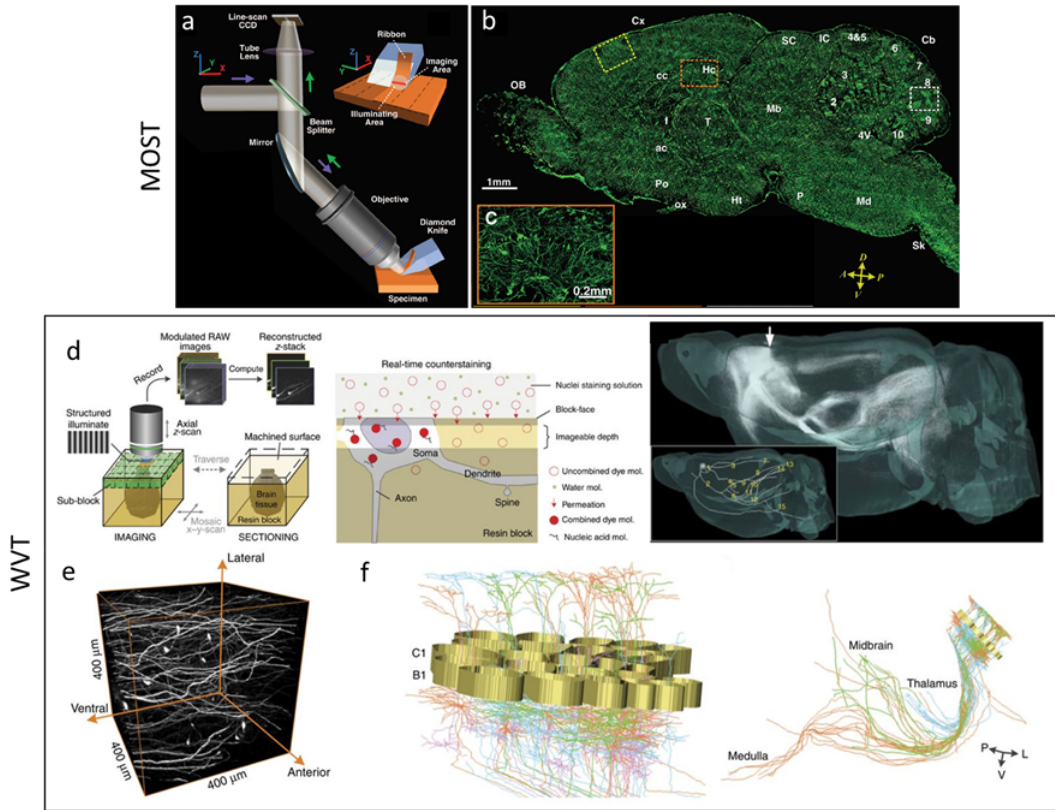 MOST
a
Line-scan
CCD
Tube
Lens
Z
Y
X
Beam
Splitter
Mirror
Objective
Diamond
Knife
Specimen
Z
Y
X
Ribbon
Imaging
Area
Illuminating
Area
b
Cx
SC
IC
4&5
6
Cb
7
8
9
10
3
2
4V
OB
cc
Hc
Mb
f
T
ac
Po
ox
Ht
P
Md
Sk
1mm
D
A
P
V
c
0.2mm
WVT
d
Modulated RAW
images
Reconstructed
z-stack
Record
Compute
Structured
illuminate
Axial
z-scan
Machined surface
Traverse
Sub-block
Brain
tissue
Resin block
Mosaic
x–y-scan
IMAGING
SECTIONING
Real-time counterstaining
Nuclei staining solution
Block-face
Imageable depth
Soma
Dendrite
Axon
Spine
Resin block
Uncombined dye mol.
Water mol.
Permeation
Combined dye mol.
Nucleic acid mol.
e
Lateral
400 μm
Ventral
400 μm
400 μm
Anterior
f
C1
B1
Midbrain
Thalamus
Medulla
P
L
V